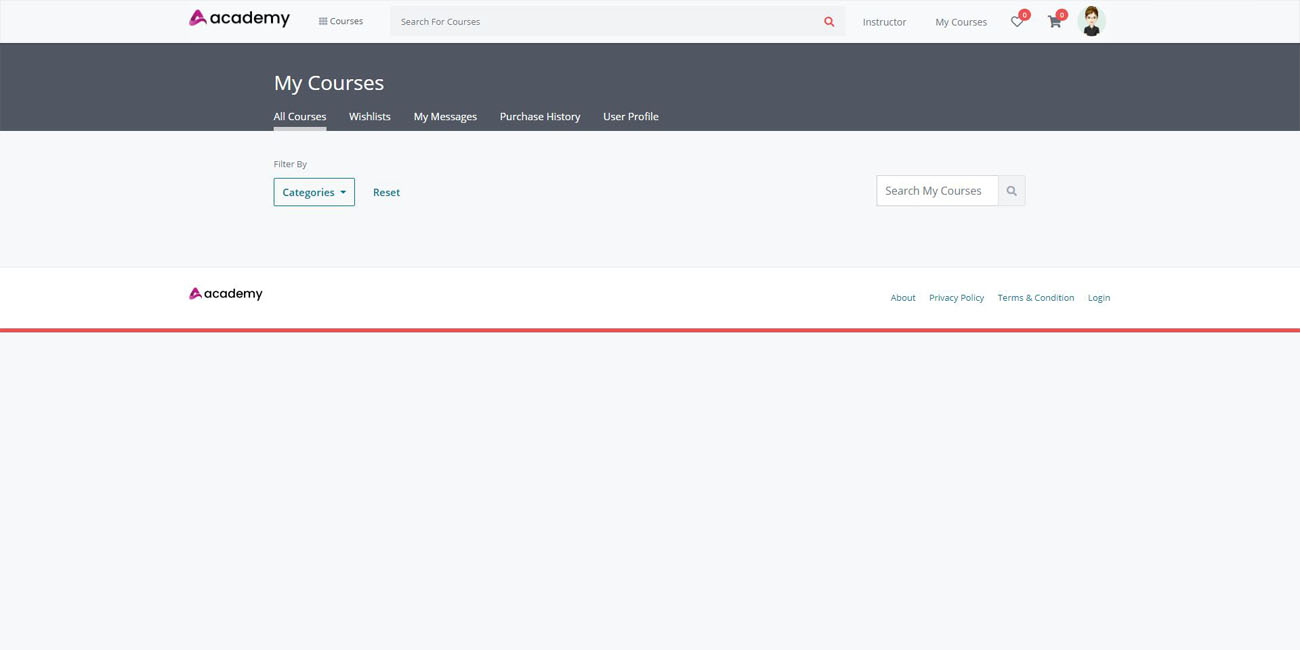 academy Courses Search For Courses Instructor My Courses 0 0
My Courses
All Courses Wishlists My Messages Purchase History User Profile
Filter By
Categories Reset Search My Courses
academy About Privacy Policy Terms & Condition Login